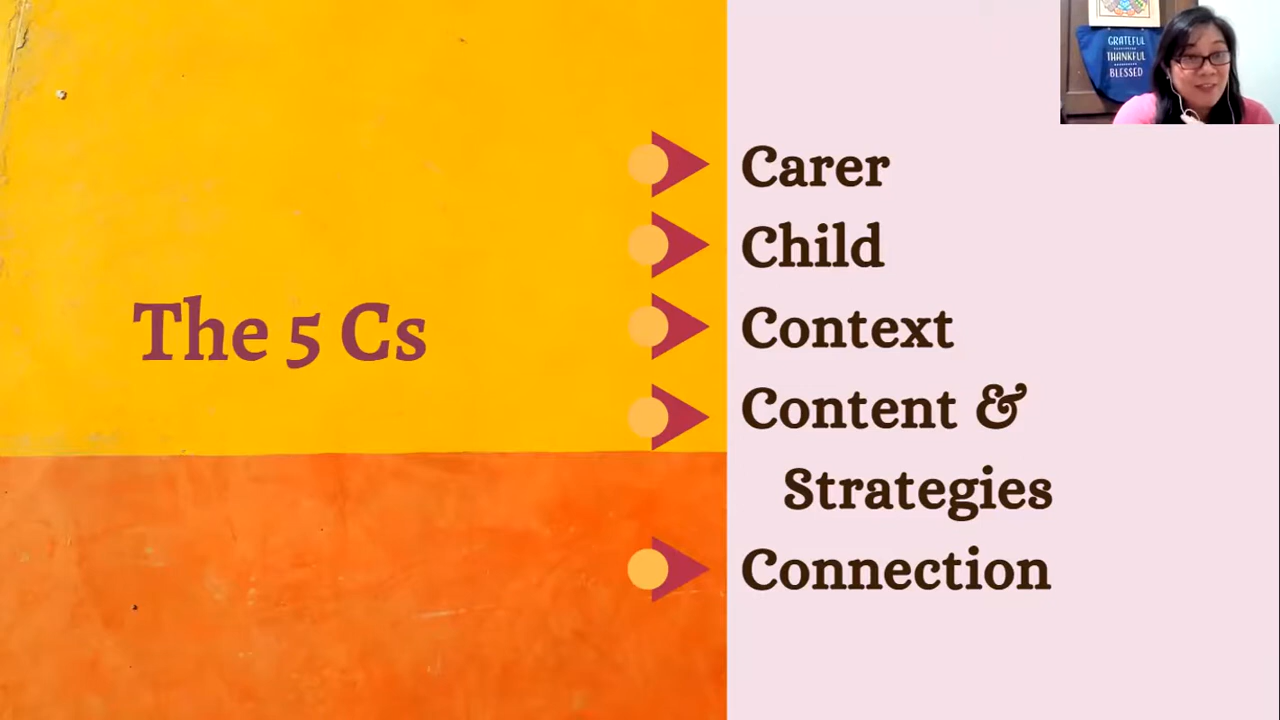 The 5 Cs
Carer
Child
Context
Content &
Strategies
Connection
GRATEFUL
THANKFUL
BLESSED